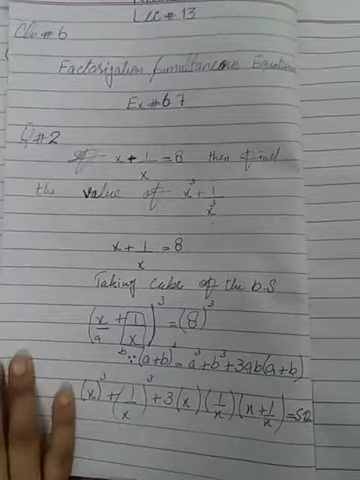 Lec # 13
Ch # 6
Factorization Simultaneous Equation
Ex # 6.7
Q # 2
If x + 1/x = 8 then find
the value of x³ + 1/x³
x + 1/x = 8
Taking cube of the b.S
(x + 1/x)³ = (8)³
a b
∵ (a+b)³ = a³ + b³ + 3ab(a+b)
(x)³ + (1/x)³ + 3(x)(1/x)(x + 1/x) = 512